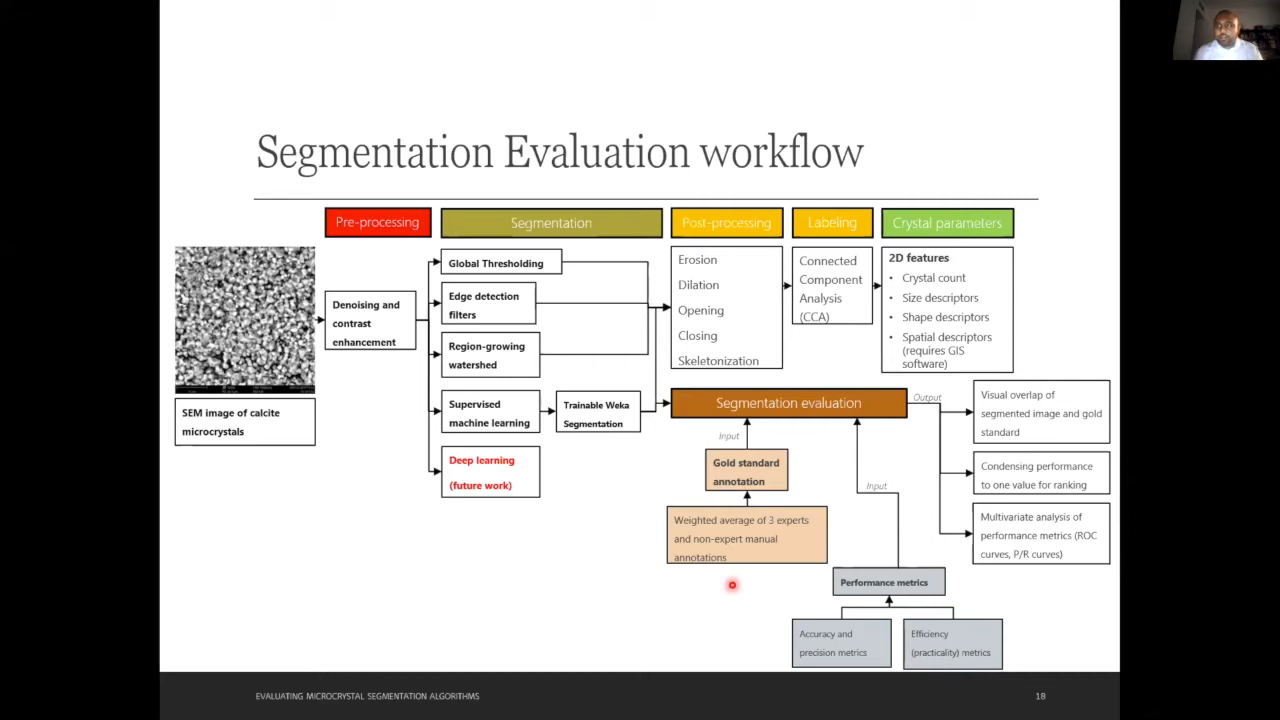 Segmentation Evaluation workflow
Pre-processing
Segmentation
Post-processing
Labeling
Crystal parameters
SEM image of calcite
microcrystals
Denoising and
contrast
enhancement
Global Thresholding
Edge detection
filters
Region-growing
watershed
Supervised
machine learning
Trainable Weka
Segmentation
Deep learning
(future work)
Erosion
Dilation
Opening
Closing
Skeletonization
Connected
Component
Analysis
(CCA)
2D features
• Crystal count
• Size descriptors
• Shape descriptors
• Spatial descriptors
(requires GIS
software)
Segmentation evaluation
Input
Gold standard
annotation
Weighted average of 3 experts
and non-expert manual
annotations
Input
Performance metrics
Accuracy and
precision metrics
Efficiency
(practicality) metrics
Output
Visual overlap of
segmented image and gold
standard
Condensing performance
to one value for ranking
Multivariate analysis of
performance metrics (ROC
curves, P/R curves)
EVALUATING MICROCRYSTAL SEGMENTATION ALGORITHMS
18